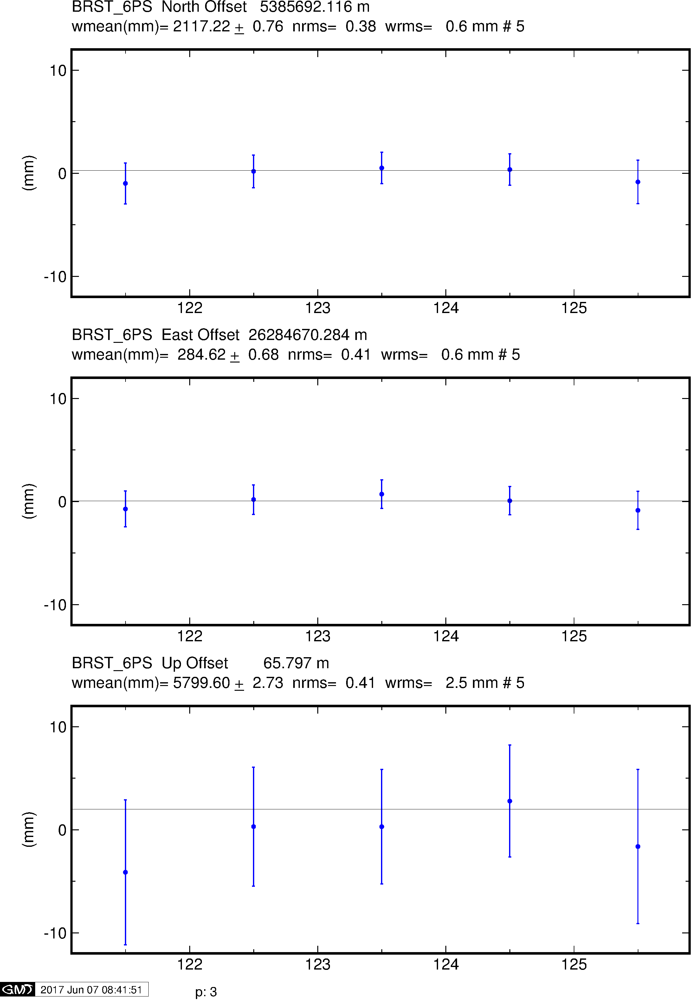 BRST_6PS North Offset 5385692.116 m
wmean(mm)= 2117.22 ± 0.76 nrms= 0.38 wrms= 0.6 mm # 5
10
0
-10
(mm)
122 123 124 125
BRST_6PS East Offset 26284670.284 m
wmean(mm)= 284.62 ± 0.68 nrms= 0.41 wrms= 0.6 mm # 5
10
0
-10
(mm)
122 123 124 125
BRST_6PS Up Offset 65.797 m
wmean(mm)= 5799.60 ± 2.73 nrms= 0.41 wrms= 2.5 mm # 5
10
0
-10
(mm)
122 123 124 125
GMT 2017 Jun 07 08:41:51 p: 3